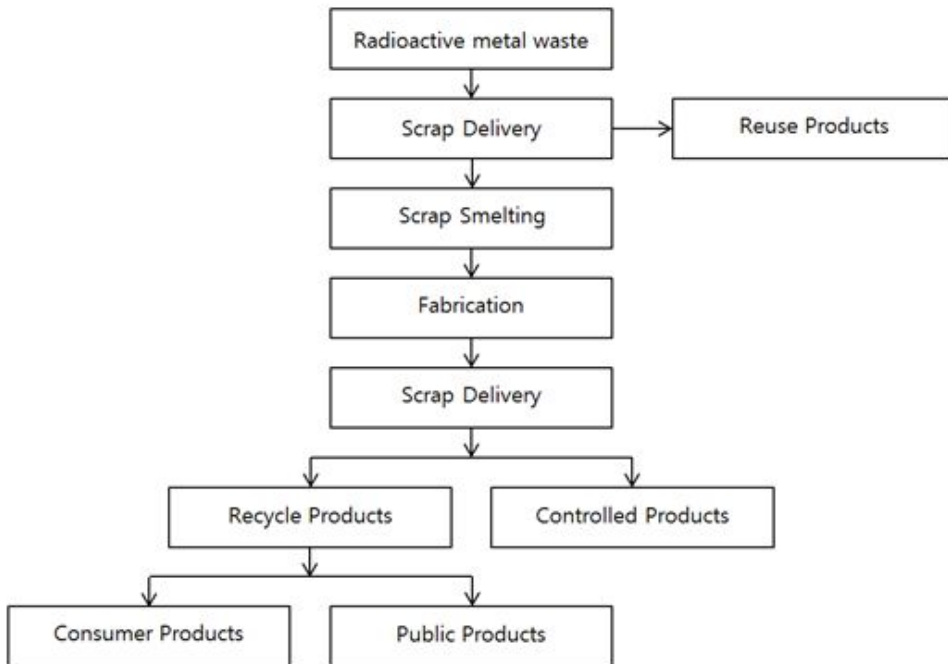 Radioactive metal waste
Scrap Delivery
Reuse Products
Scrap Smelting
Fabrication
Scrap Delivery
Recycle Products
Controlled Products
Consumer Products
Public Products